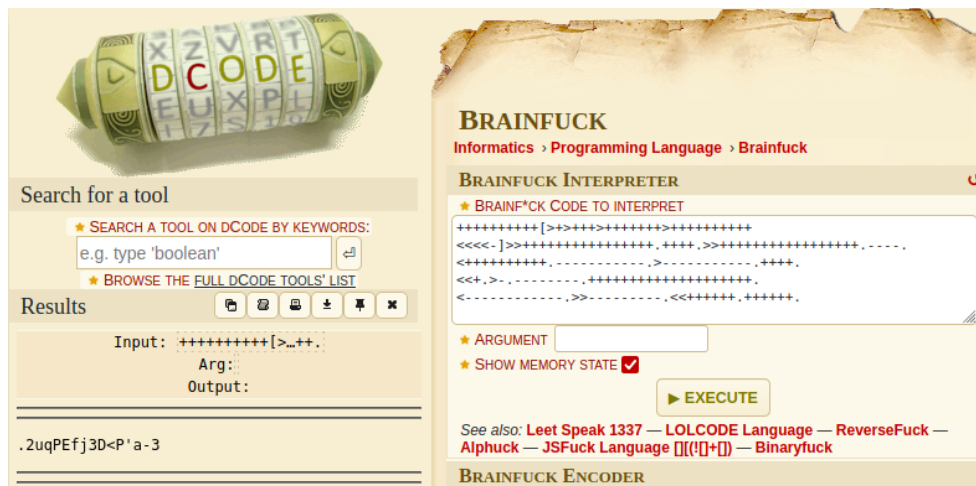 X Z V R T
D C O D E
E U X P L
Search for a tool
★ SEARCH A TOOL ON DCODE BY KEYWORDS:
e.g. type 'boolean'
★ BROWSE THE FULL DCODE TOOLS' LIST
Results
Input: ++++++++++[>…++.
Arg:
Output:
.2uqPEfj3D<P'a-3
BRAINFUCK
Informatics › Programming Language › Brainfuck
BRAINFUCK INTERPRETER
★ BRAINF*CK CODE TO INTERPRET
++++++++++[>+>+++>+++++++>++++++++++
<<<<-]>>++++++++++++++++.++++.>>+++++++++++++++++.----.
<++++++++++.-----------.>-----------.++++.
<<+.>-.--------.++++++++++++++++++++.
<------------.>>---------.<<++++++.++++++.
★ ARGUMENT
★ SHOW MEMORY STATE
▶ EXECUTE
See also: Leet Speak 1337 — LOLCODE Language — ReverseFuck —
Alphuck — JSFuck Language [][(![]+[]) — Binaryfuck
BRAINFUCK ENCODER